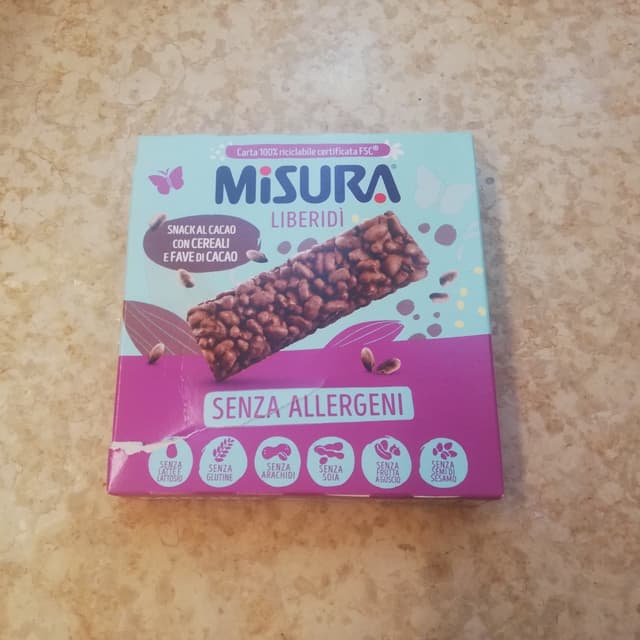 Carta 100% riciclabile certificata FSC®
MiSURA®
LIBERIDÌ
SNACK AL CACAO
CON CEREALI
E FAVE DI CACAO
SENZA ALLERGENI
SENZA
LATTE E
LATTOSIO
SENZA
GLUTINE
SENZA
ARACHIDI
SENZA
SOIA
SENZA
FRUTTA
A GUSCIO
SENZA
SEMI DI
SESAMO